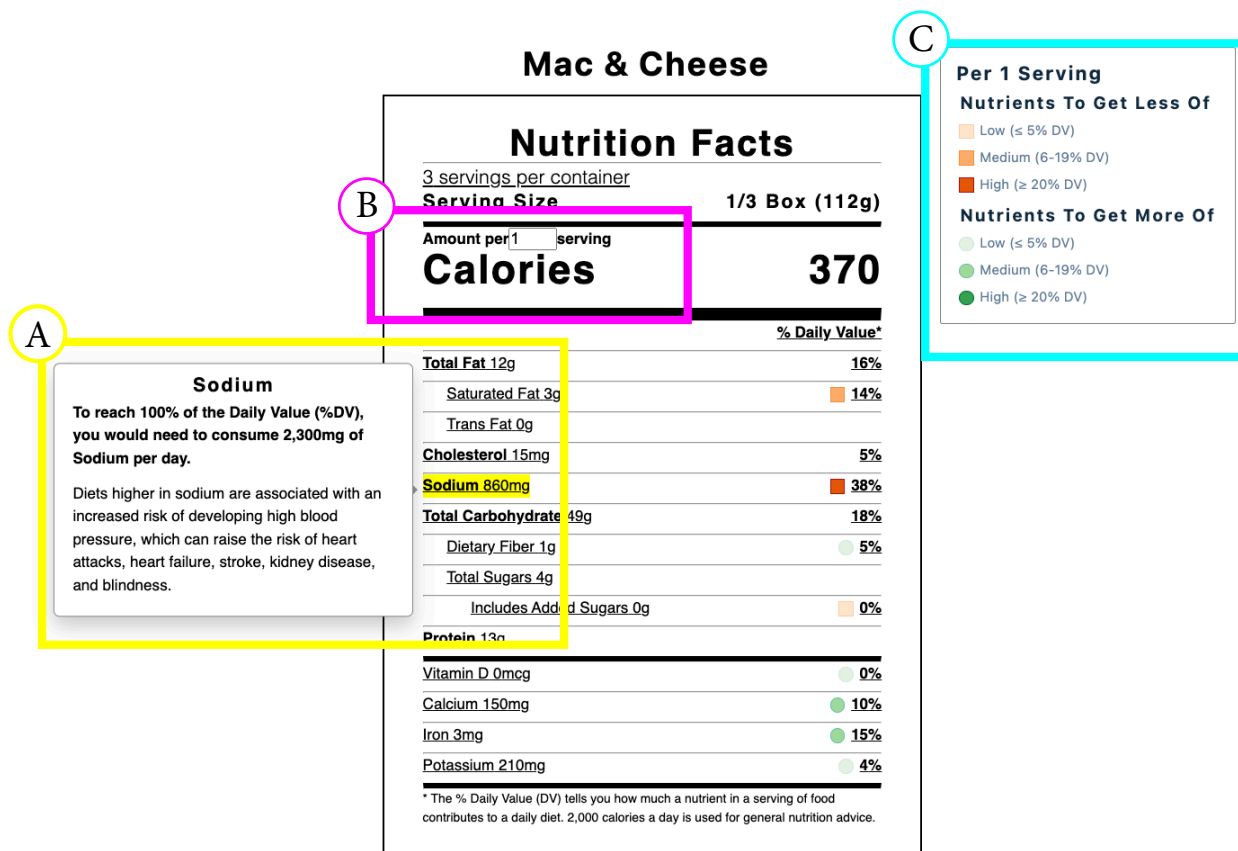 Mac & Cheese
Nutrition Facts
3 servings per container
Serving Size 1/3 Box (112g)
B
Amount per 1 serving
Calories 370
% Daily Value*
Total Fat 12g 16%
Saturated Fat 3g 14%
Trans Fat 0g
Cholesterol 15mg 5%
Sodium 860mg 38%
Total Carbohydrate 49g 18%
Dietary Fiber 1g 5%
Total Sugars 4g
Includes Added Sugars 0g 0%
Protein 13g
Vitamin D 0mcg 0%
Calcium 150mg 10%
Iron 3mg 15%
Potassium 210mg 4%
* The % Daily Value (DV) tells you how much a nutrient in a serving of food
contributes to a daily diet. 2,000 calories a day is used for general nutrition advice.
A
Sodium
To reach 100% of the Daily Value (%DV),
you would need to consume 2,300mg of
Sodium per day.
Diets higher in sodium are associated with an
increased risk of developing high blood
pressure, which can raise the risk of heart
attacks, heart failure, stroke, kidney disease,
and blindness.
C
Per 1 Serving
Nutrients To Get Less Of
Low (≤ 5% DV)
Medium (6-19% DV)
High (≥ 20% DV)
Nutrients To Get More Of
Low (≤ 5% DV)
Medium (6-19% DV)
High (≥ 20% DV)